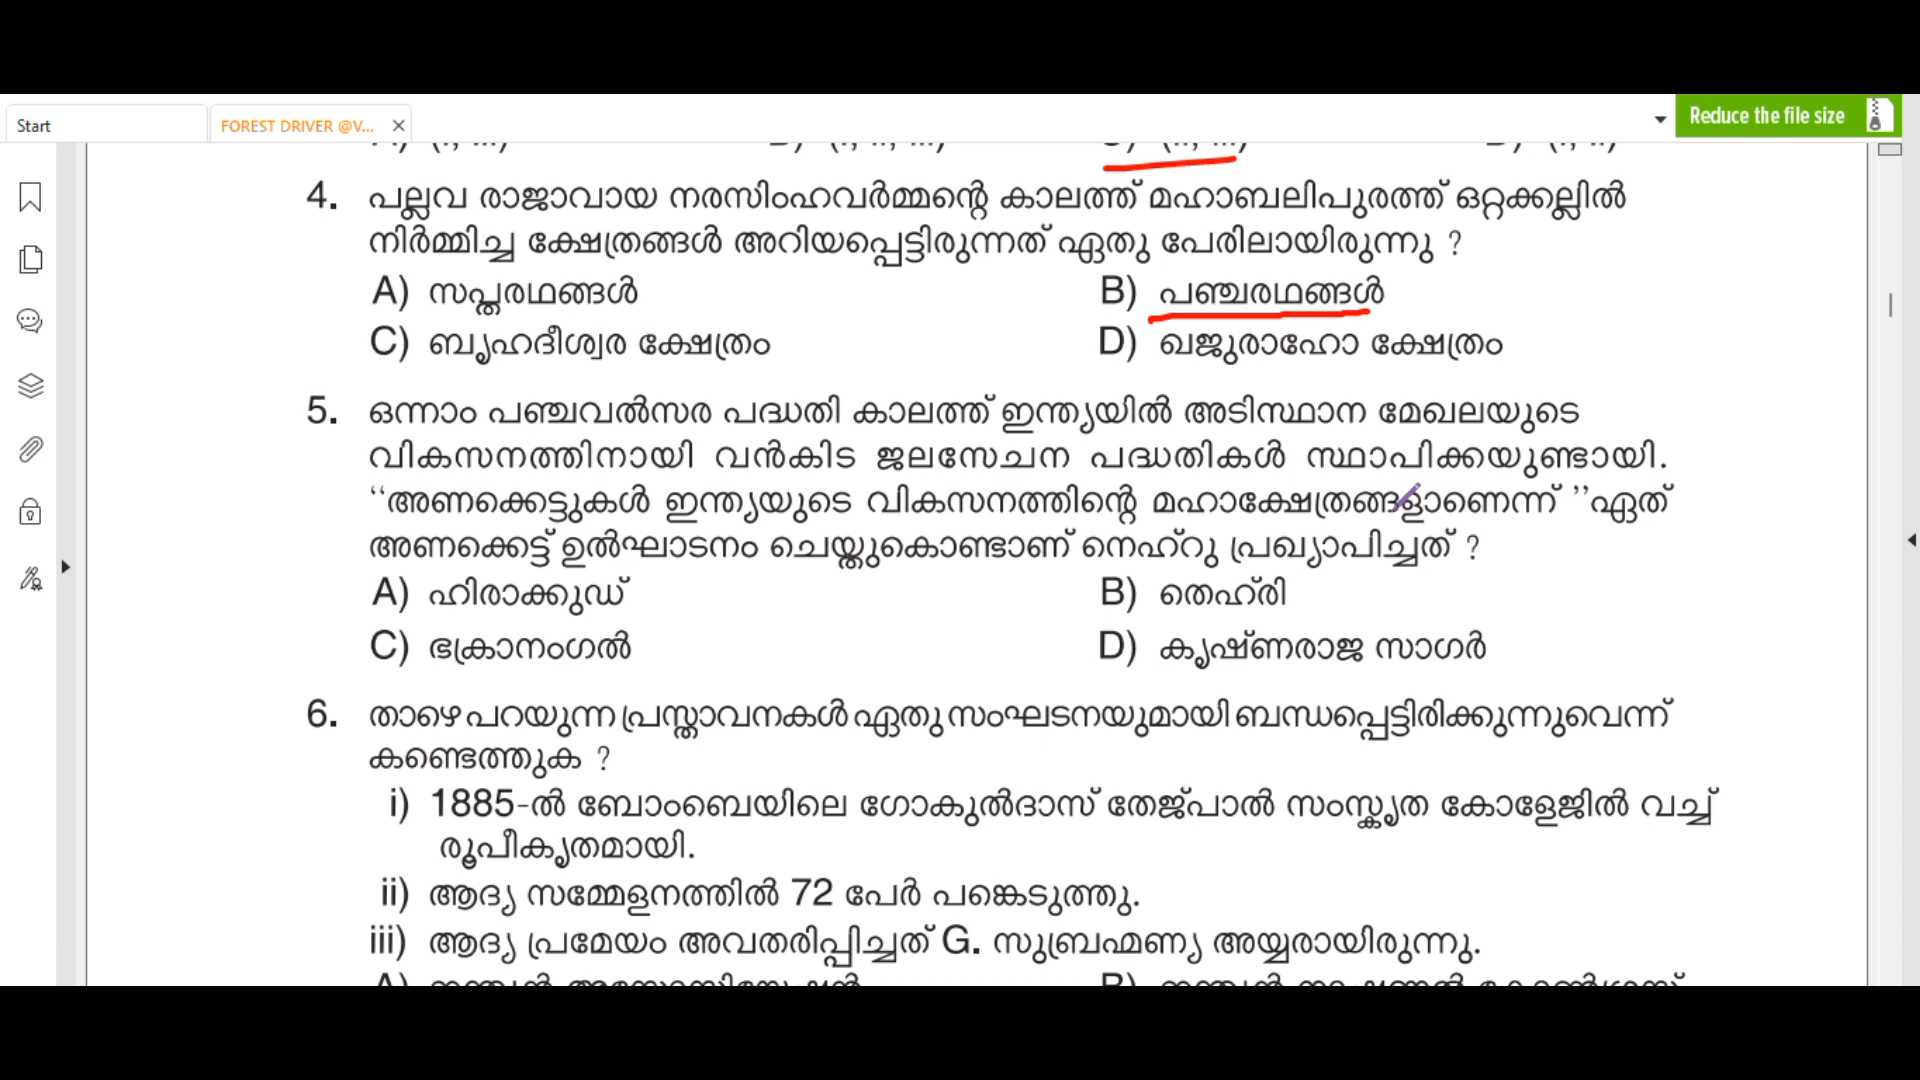 Start
FOREST DRIVER @V...
Reduce the file size
4. പല്ലവ രാജാവായ നരസിംഹവർമ്മന്റെ കാലത്ത് മഹാബലിപുരത്ത് ഒറ്റക്കല്ലിൽ
നിർമ്മിച്ച ക്ഷേത്രങ്ങൾ അറിയപ്പെട്ടിരുന്നത് ഏതു പേരിലായിരുന്നു ?
A) സപ്തരഥങ്ങൾ B) പഞ്ചരഥങ്ങൾ
C) ബൃഹദീശ്വര ക്ഷേത്രം D) ഖജുരാഹോ ക്ഷേത്രം
5. ഒന്നാം പഞ്ചവൽസര പദ്ധതി കാലത്ത് ഇന്ത്യയിൽ അടിസ്ഥാന മേഖലയുടെ
വികസനത്തിനായി വൻകിട ജലസേചന പദ്ധതികൾ സ്ഥാപിക്കയുണ്ടായി.
‘‘അണക്കെട്ടുകൾ ഇന്ത്യയുടെ വികസനത്തിന്റെ മഹാക്ഷേത്രങ്ങളാണെന്ന് ’’ഏത്
അണക്കെട്ട് ഉൽഘാടനം ചെയ്തുകൊണ്ടാണ് നെഹ്റു പ്രഖ്യാപിച്ചത് ?
A) ഹിരാക്കുഡ് B) തെഹ്രി
C) ഭക്രാനംഗൽ D) കൃഷ്ണരാജ സാഗർ
6. താഴെ പറയുന്ന പ്രസ്താവനകൾ ഏതു സംഘടനയുമായി ബന്ധപ്പെട്ടിരിക്കുന്നുവെന്ന്
കണ്ടെത്തുക ?
i) 1885-ൽ ബോംബെയിലെ ഗോകുൽദാസ് തേജ്പാൽ സംസ്കൃത കോളേജിൽ വച്ച്
രൂപീകൃതമായി.
ii) ആദ്യ സമ്മേളനത്തിൽ 72 പേർ പങ്കെടുത്തു.
iii) ആദ്യ പ്രമേയം അവതരിപ്പിച്ചത് G. സുബ്രഹ്മണ്യ അയ്യരായിരുന്നു.